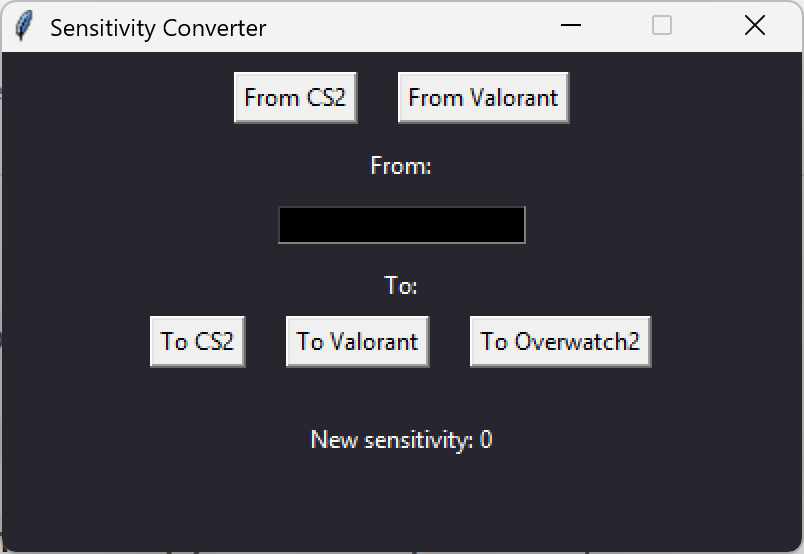 Sensitivity Converter
From CS2 From Valorant
From:
To:
To CS2 To Valorant To Overwatch2
New sensitivity: 0